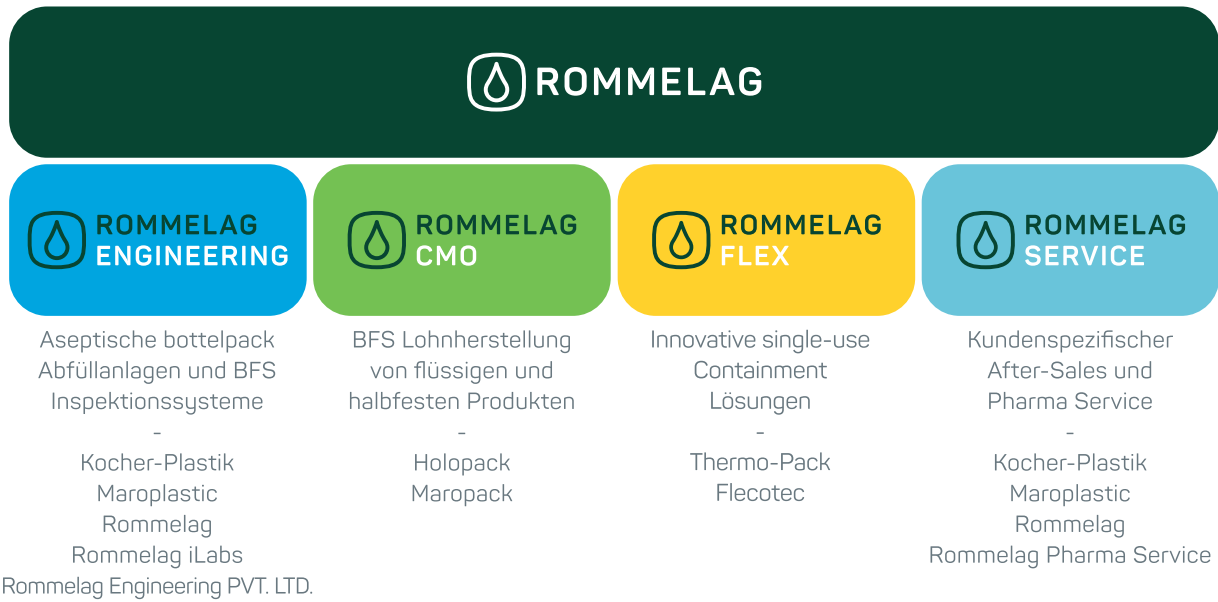 ROMMELAG
ROMMELAG
ENGINEERING
Aseptische bottelpack
Abfüllanlagen und BFS
Inspektionssysteme
-
Kocher-Plastik
Maroplastic
Rommelag
Rommelag iLabs
Rommelag Engineering PVT. LTD.
ROMMELAG
CMO
BFS Lohnherstellung
von flüssigen und
halbfesten Produkten
-
Holopack
Maropack
ROMMELAG
FLEX
Innovative single-use
Containment
Lösungen
-
Thermo-Pack
Flecotec
ROMMELAG
SERVICE
Kundenspezifischer
After-Sales und
Pharma Service
-
Kocher-Plastik
Maroplastic
Rommelag
Rommelag Pharma Service